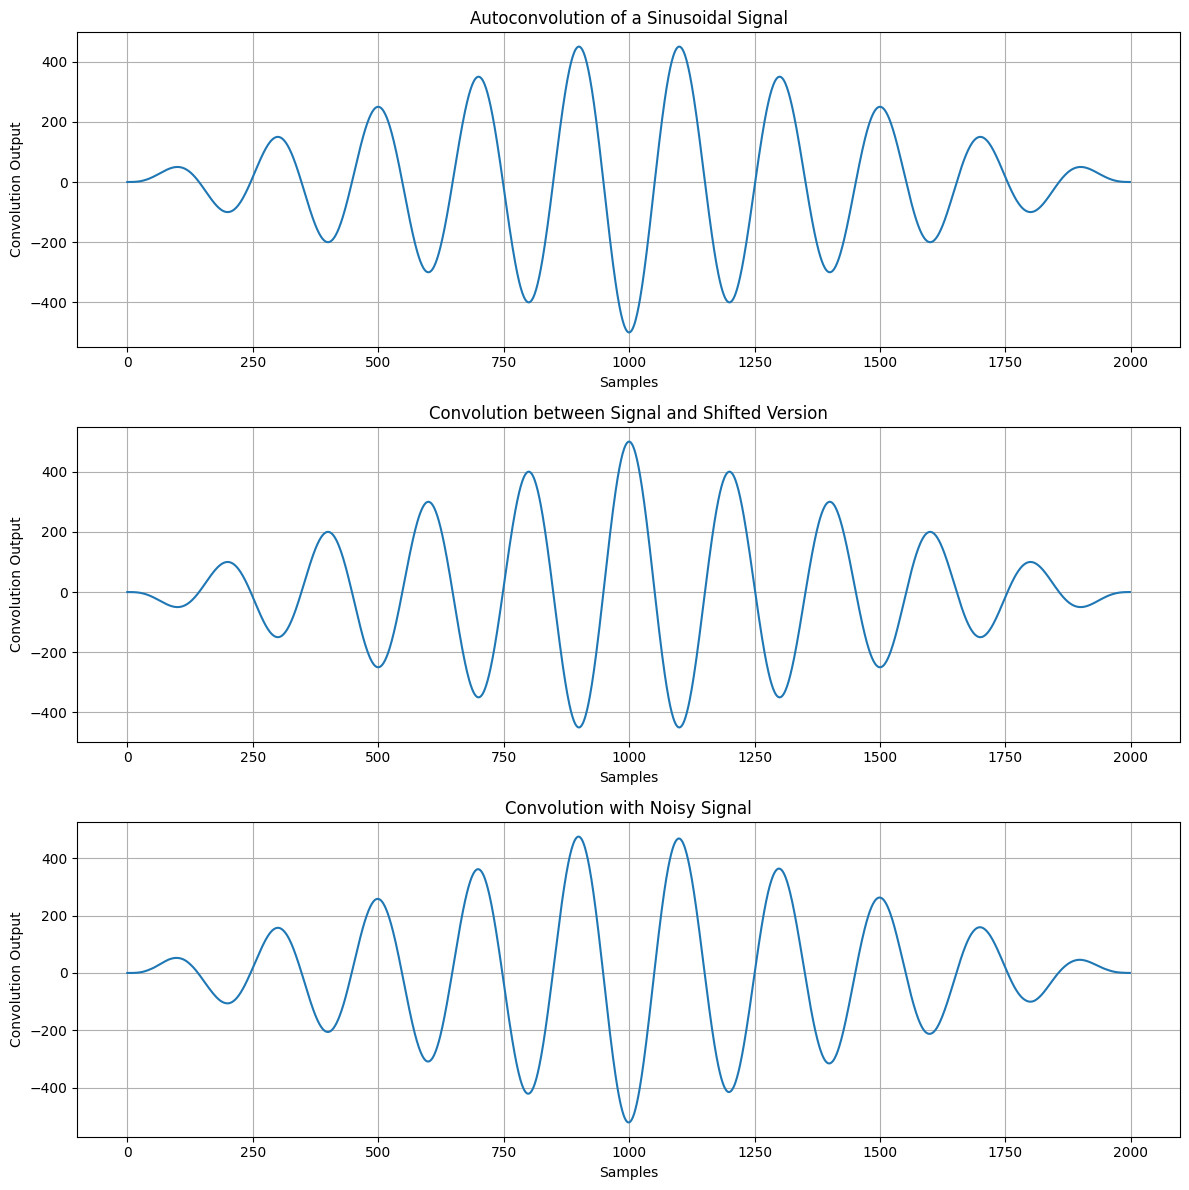 Autoconvolution of a Sinusoidal Signal
400
200
0
−200
−400
Convolution Output
0 250 500 750 1000 1250 1500 1750 2000
Samples
Convolution between Signal and Shifted Version
400
200
0
−200
−400
Convolution Output
0 250 500 750 1000 1250 1500 1750 2000
Samples
Convolution with Noisy Signal
400
200
0
−200
−400
Convolution Output
0 250 500 750 1000 1250 1500 1750 2000
Samples